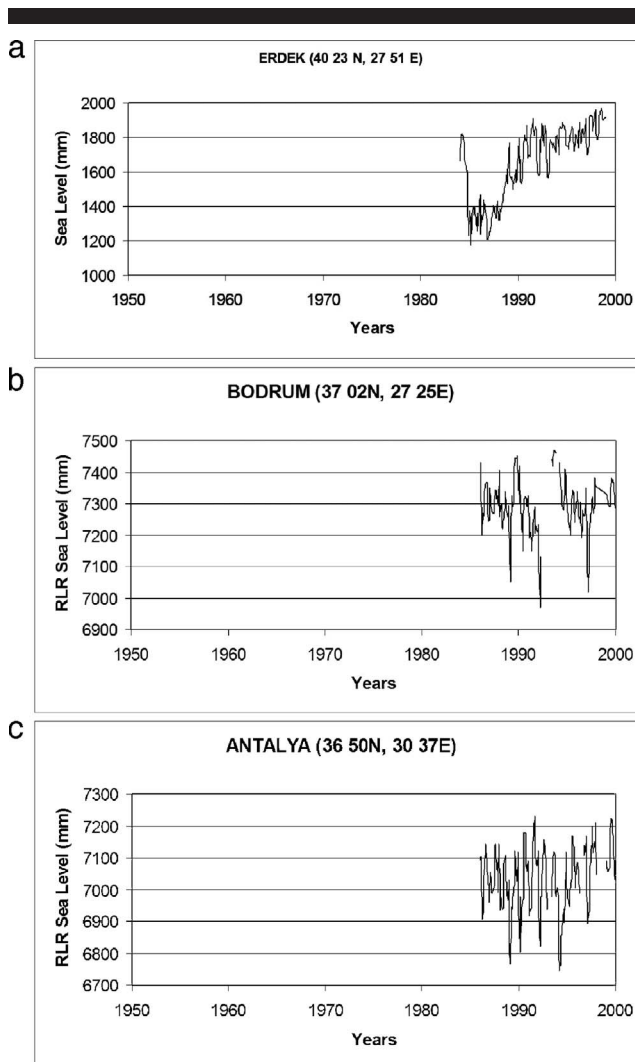 a
ERDEK (40 23 N, 27 51 E)
Sea Level (mm)
2000
1800
1600
1400
1200
1000
1950 1960 1970 1980 1990 2000
Years
b
BODRUM (37 02N, 27 25E)
RLR Sea Level (mm)
7500
7400
7300
7200
7100
7000
6900
1950 1960 1970 1980 1990 2000
Years
c
ANTALYA (36 50N, 30 37E)
RLR Sea Level (mm)
7300
7200
7100
7000
6900
6800
6700
1950 1960 1970 1980 1990 2000
Years